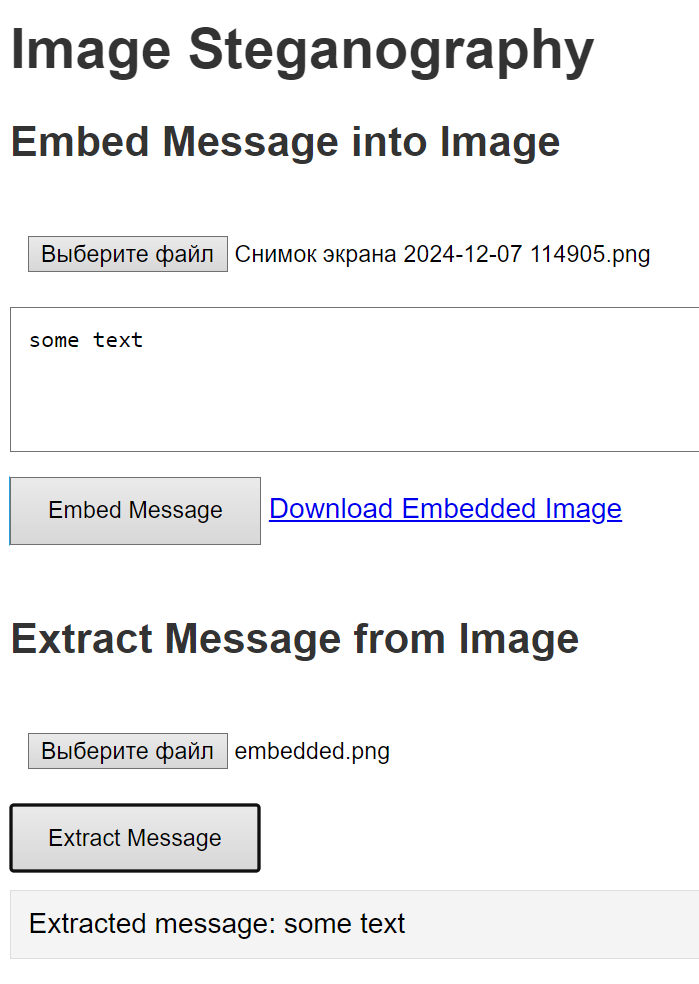 Image Steganography
Embed Message into Image
Выберите файл Снимок экрана 2024-12-07 114905.png
some text
Embed Message Download Embedded Image
Extract Message from Image
Выберите файл embedded.png
Extract Message
Extracted message: some text